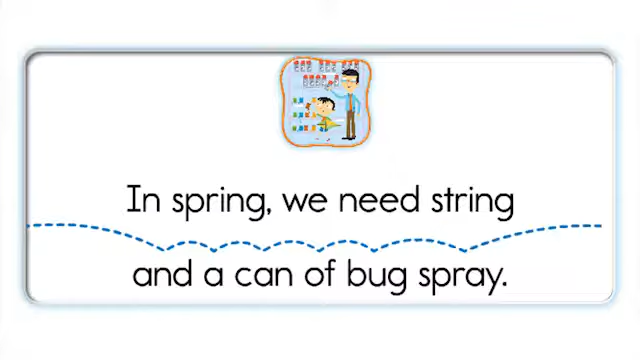 In spring, we need string
and a can of bug spray.